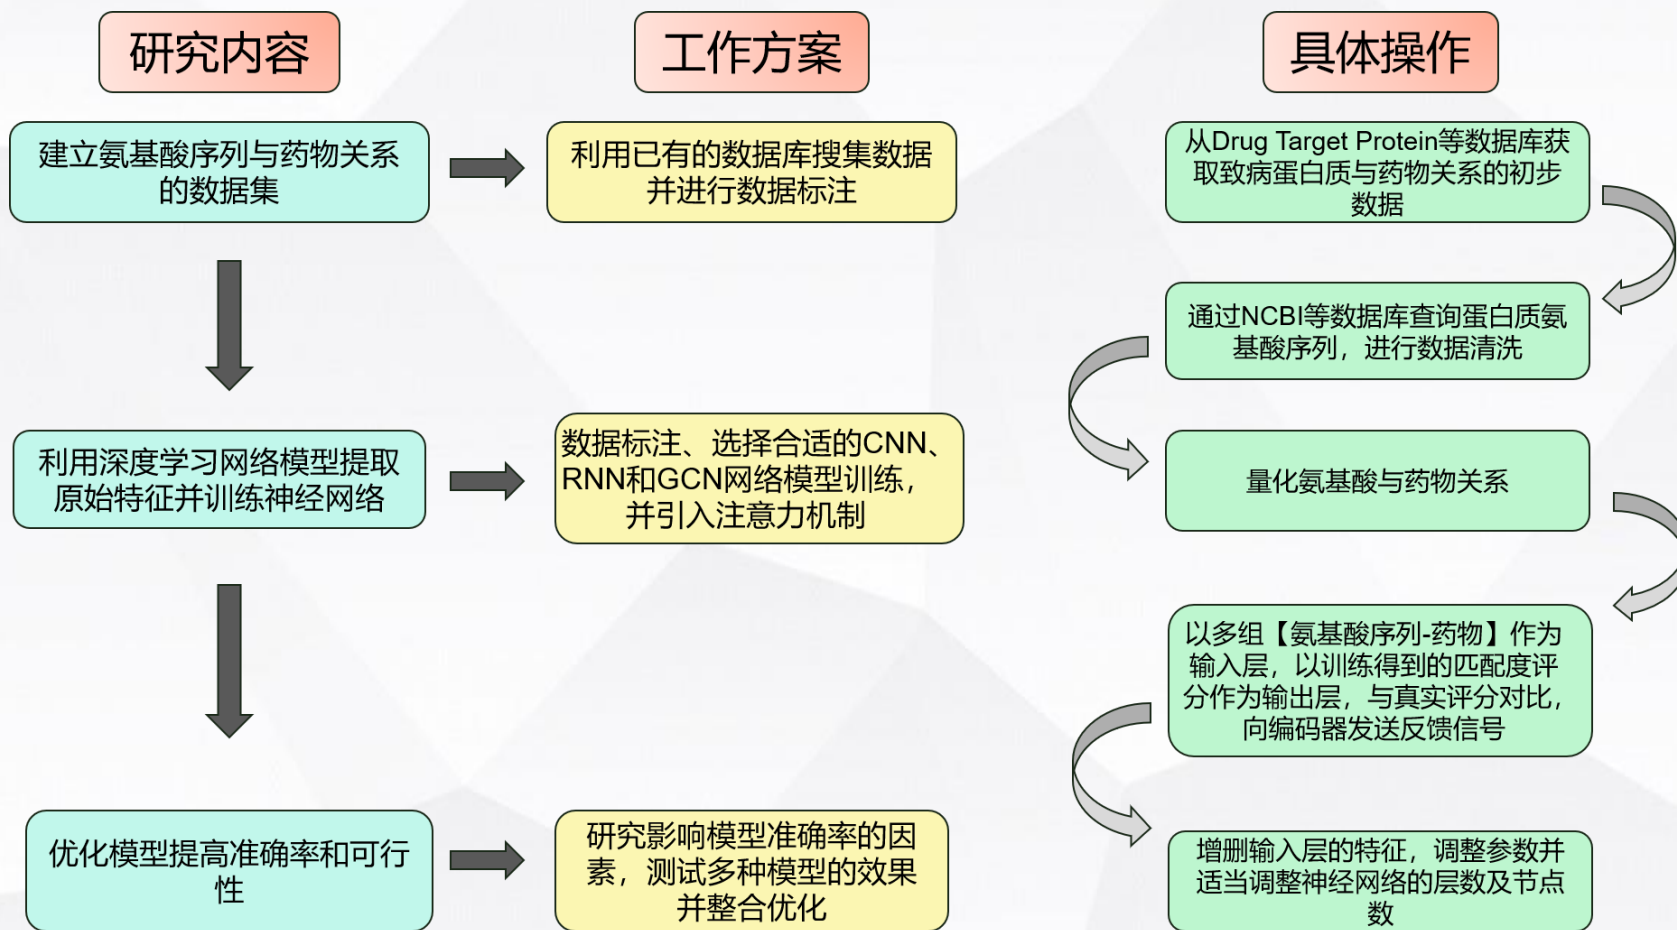 研究内容
工作方案
具体操作
建立氨基酸序列与药物关系
的数据集
利用已有的数据库搜集数据
并进行数据标注
从Drug Target Protein等数据库获
取致病蛋白质与药物关系的初步
数据
通过NCBI等数据库查询蛋白质氨
基酸序列，进行数据清洗
利用深度学习网络模型提取
原始特征并训练神经网络
数据标注、选择合适的CNN、
RNN和GCN网络模型训练，
并引入注意力机制
量化氨基酸与药物关系
以多组【氨基酸序列-药物】作为
输入层，以训练得到的匹配度评
分作为输出层，与真实评分对比，
向编码器发送反馈信号
优化模型提高准确率和可行
性
研究影响模型准确率的因
素，测试多种模型的效果
并整合优化
增删输入层的特征，调整参数并
适当调整神经网络的层数及节点
数